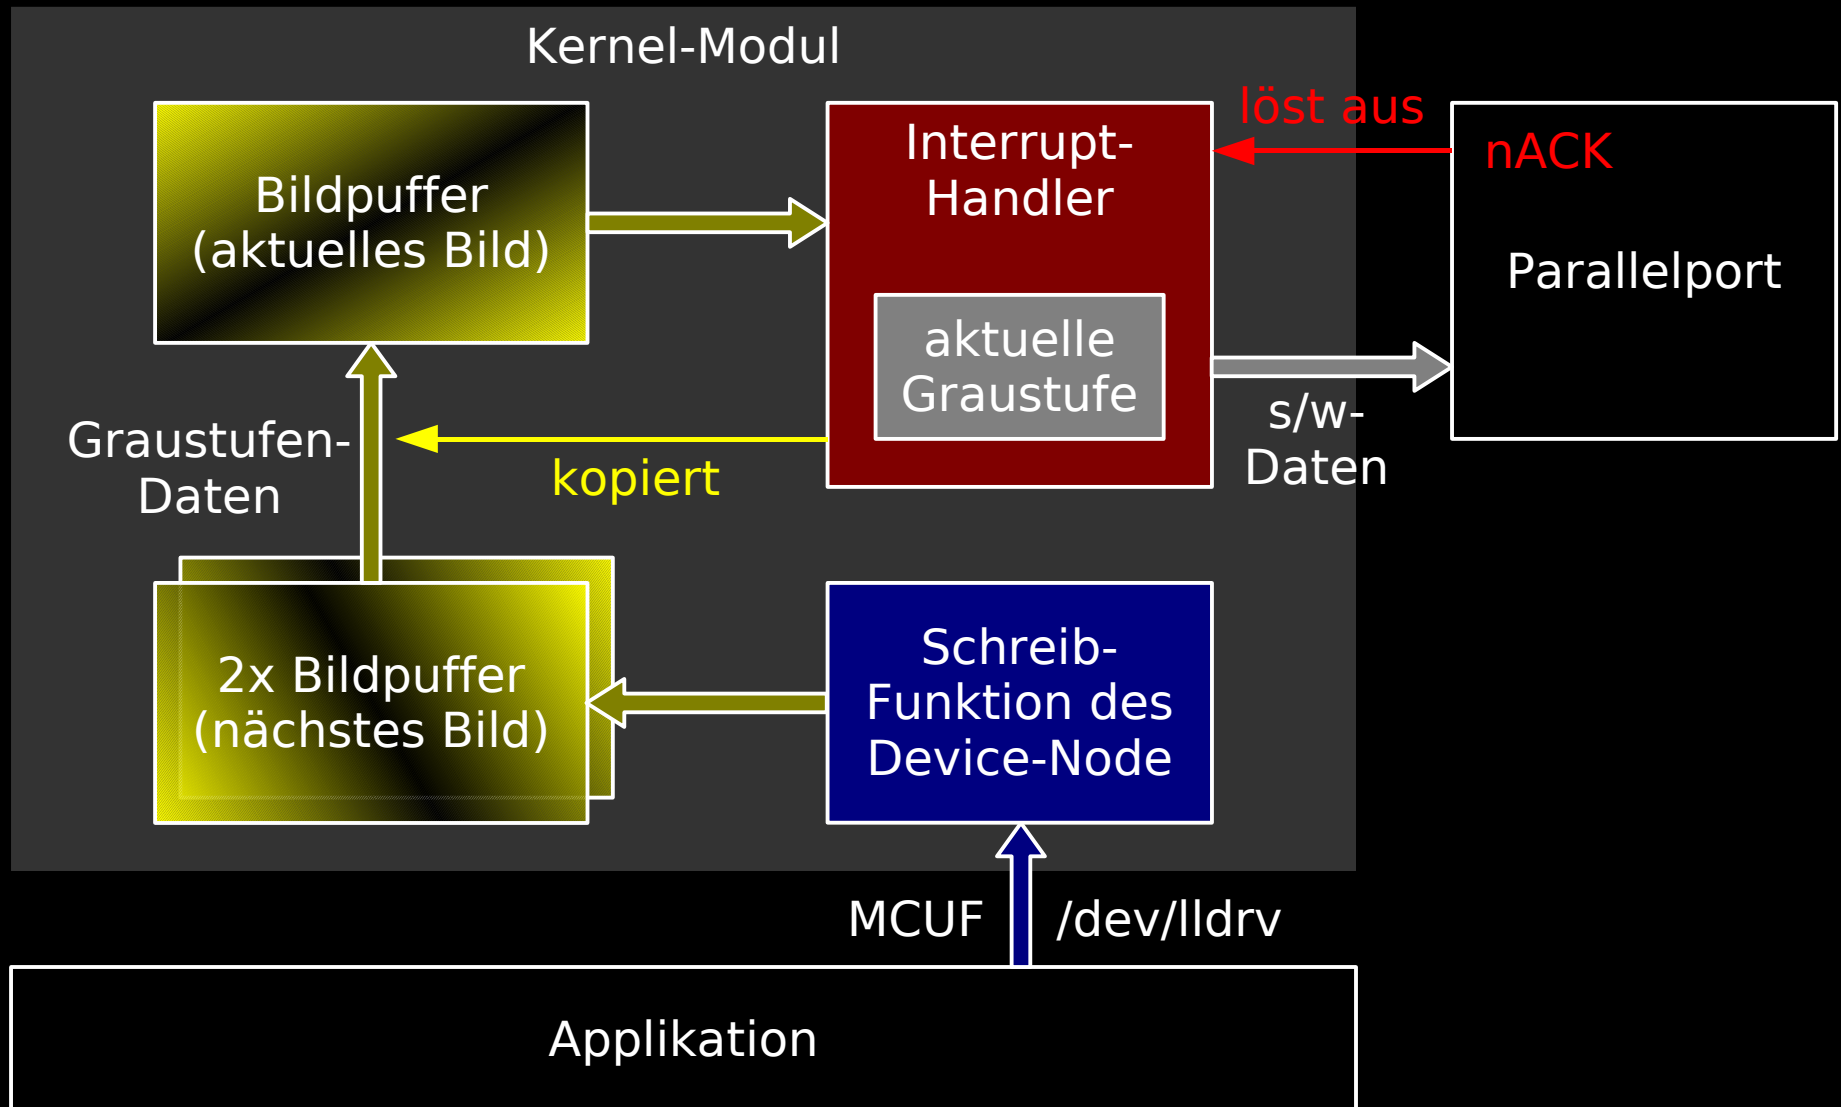 Kernel-Modul
Bildpuffer
(aktuelles Bild)
Interrupt-
Handler
aktuelle
Graustufe
löst aus
nACK
Parallelport
s/w-
Daten
Graustufen-
Daten
kopiert
2x Bildpuffer
(nächstes Bild)
Schreib-
Funktion des
Device-Node
MCUF /dev/lldrv
Applikation